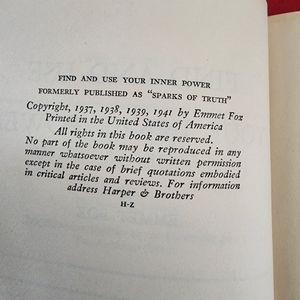 FIND AND USE YOUR INNER POWER
FORMERLY PUBLISHED AS "SPARKS OF TRUTH"
Copyright, 1937, 1938, 1939, 1941 by Emmet Fox
Printed in the United States of America
All rights in this book are reserved.
No part of the book may be reproduced in any
manner whatsoever without written permission
except in the case of brief quotations embodied
in critical articles and reviews. For information
address Harper & Brothers
H-Z